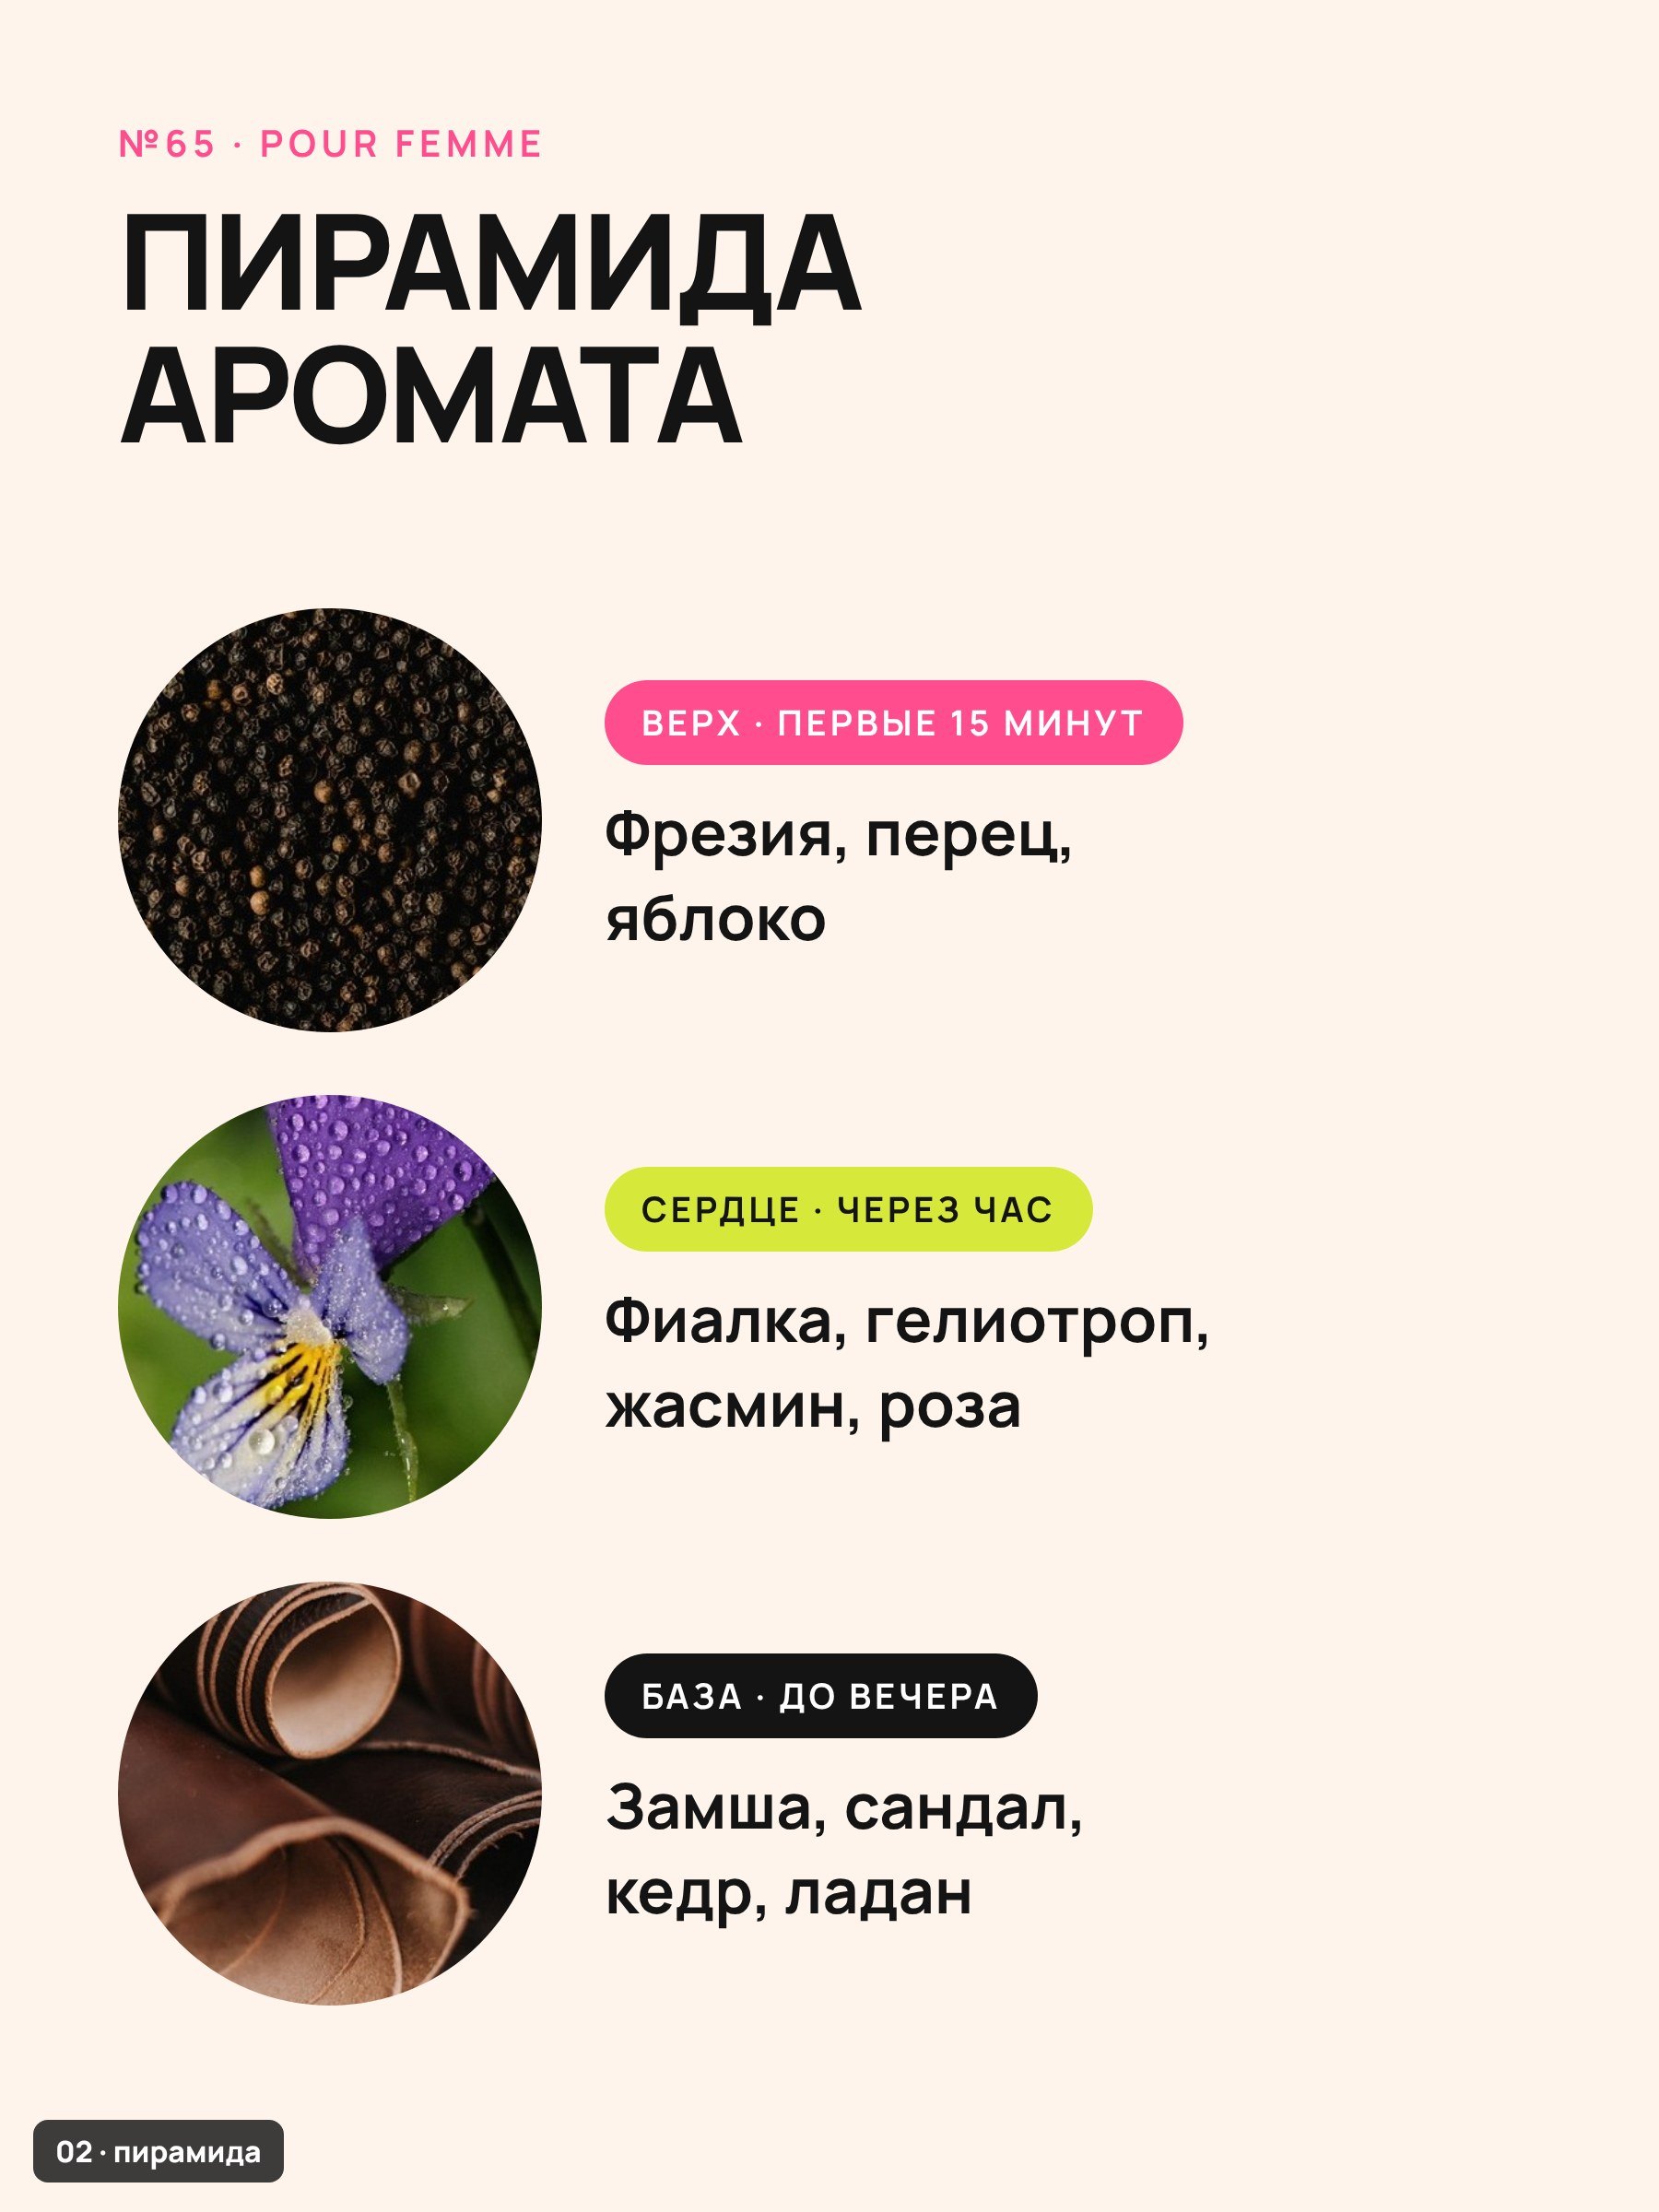 №65 · POUR FEMME
ПИРАМИДА
АРОМАТА
ВЕРХ · ПЕРВЫЕ 15 МИНУТ
Фрезия, перец,
яблоко
СЕРДЦЕ · ЧЕРЕЗ ЧАС
Фиалка, гелиотроп,
жасмин, роза
БАЗА · ДО ВЕЧЕРА
Замша, сандал,
кедр, ладан
02 · пирамида